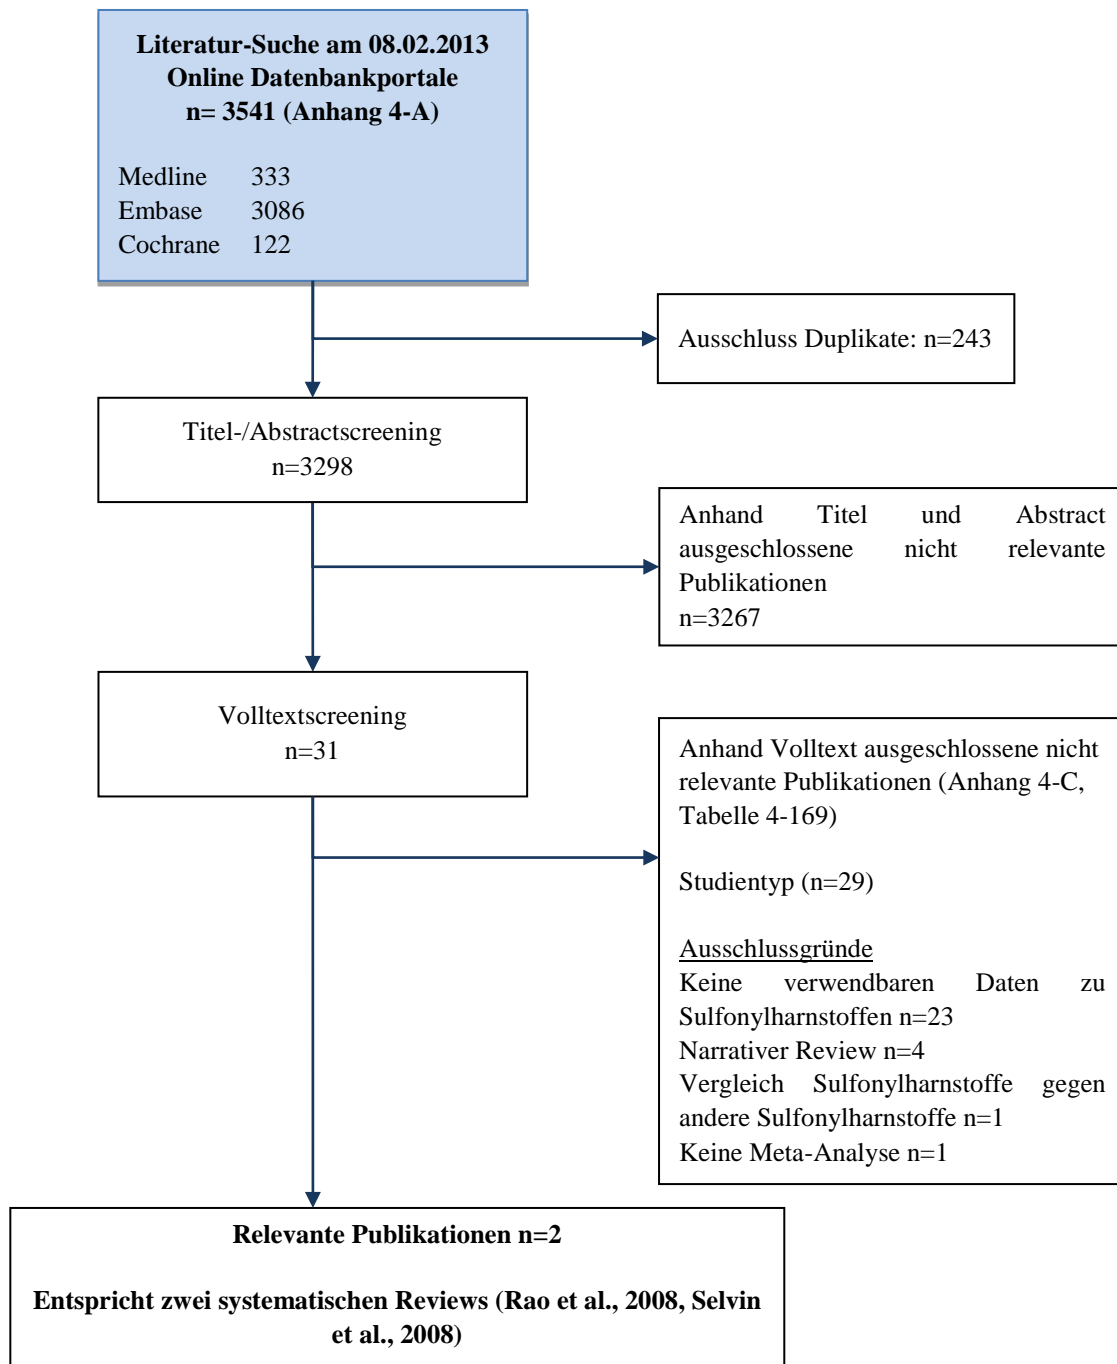 Literatur-Suche am 08.02.2013
Online Datenbankportale
n= 3541 (Anhang 4-A)
Medline 333
Embase 3086
Cochrane 122
Ausschluss Duplikate: n=243
Titel-/Abstractscreening
n=3298
Anhand Titel und Abstract
ausgeschlossene nicht relevante
Publikationen
n=3267
Volltextscreening
n=31
Anhand Volltext ausgeschlossene nicht
relevante Publikationen (Anhang 4-C,
Tabelle 4-169)
Studientyp (n=29)
Ausschlussgründe
Keine verwendbaren Daten zu
Sulfonylharnstoffen n=23
Narrativer Review n=4
Vergleich Sulfonylharnstoffe gegen
andere Sulfonylharnstoffe n=1
Keine Meta-Analyse n=1
Relevante Publikationen n=2
Entspricht zwei systematischen Reviews (Rao et al., 2008, Selvin
et al., 2008)